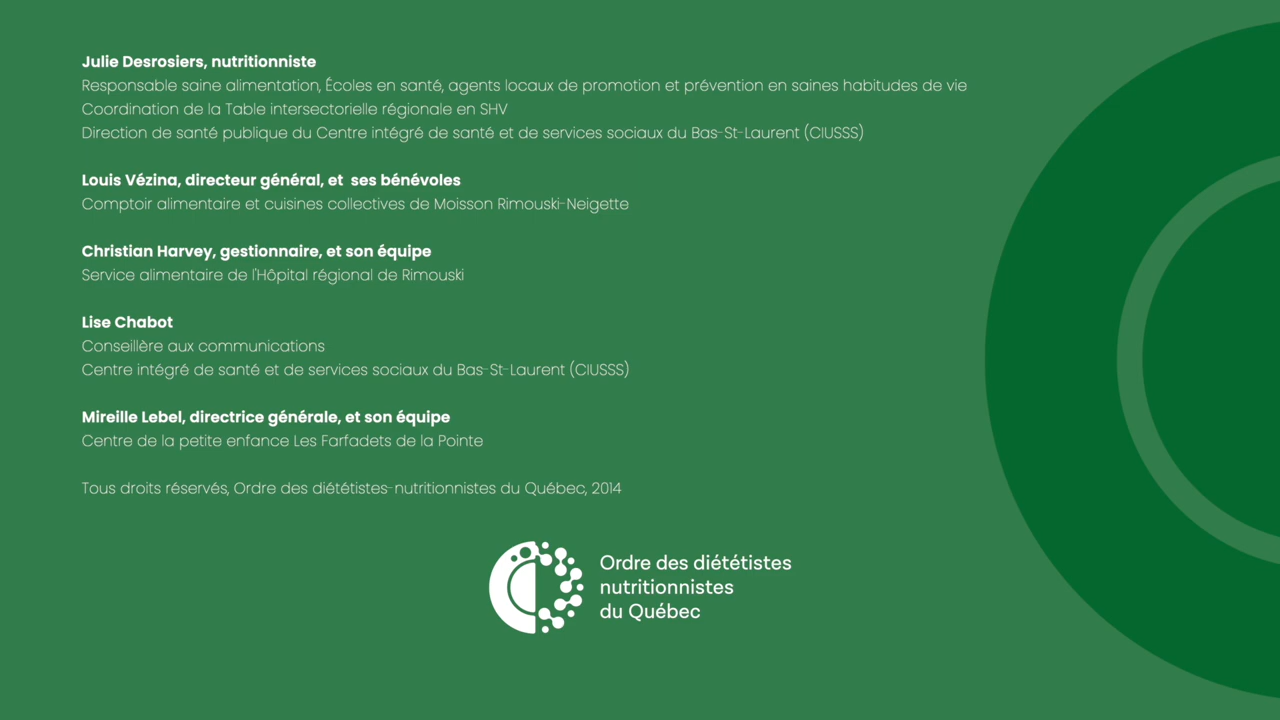 Julie Desrosiers, nutritionniste
Responsable saine alimentation, Écoles en santé, agents locaux de promotion et prévention en saines habitudes de vie
Coordination de la Table intersectorielle régionale en SHV
Direction de santé publique du Centre intégré de santé et de services sociaux du Bas-St-Laurent (CIUSSS)
Louis Vézina, directeur général, et ses bénévoles
Comptoir alimentaire et cuisines collectives de Moisson Rimouski-Neigette
Christian Harvey, gestionnaire, et son équipe
Service alimentaire de l'Hôpital régional de Rimouski
Lise Chabot
Conseillère aux communications
Centre intégré de santé et de services sociaux du Bas-St-Laurent (CIUSSS)
Mireille Lebel, directrice générale, et son équipe
Centre de la petite enfance Les Farfadets de la Pointe
Tous droits réservés, Ordre des diététistes-nutritionnistes du Québec, 2014
Ordre des diététistes
nutritionnistes
du Québec